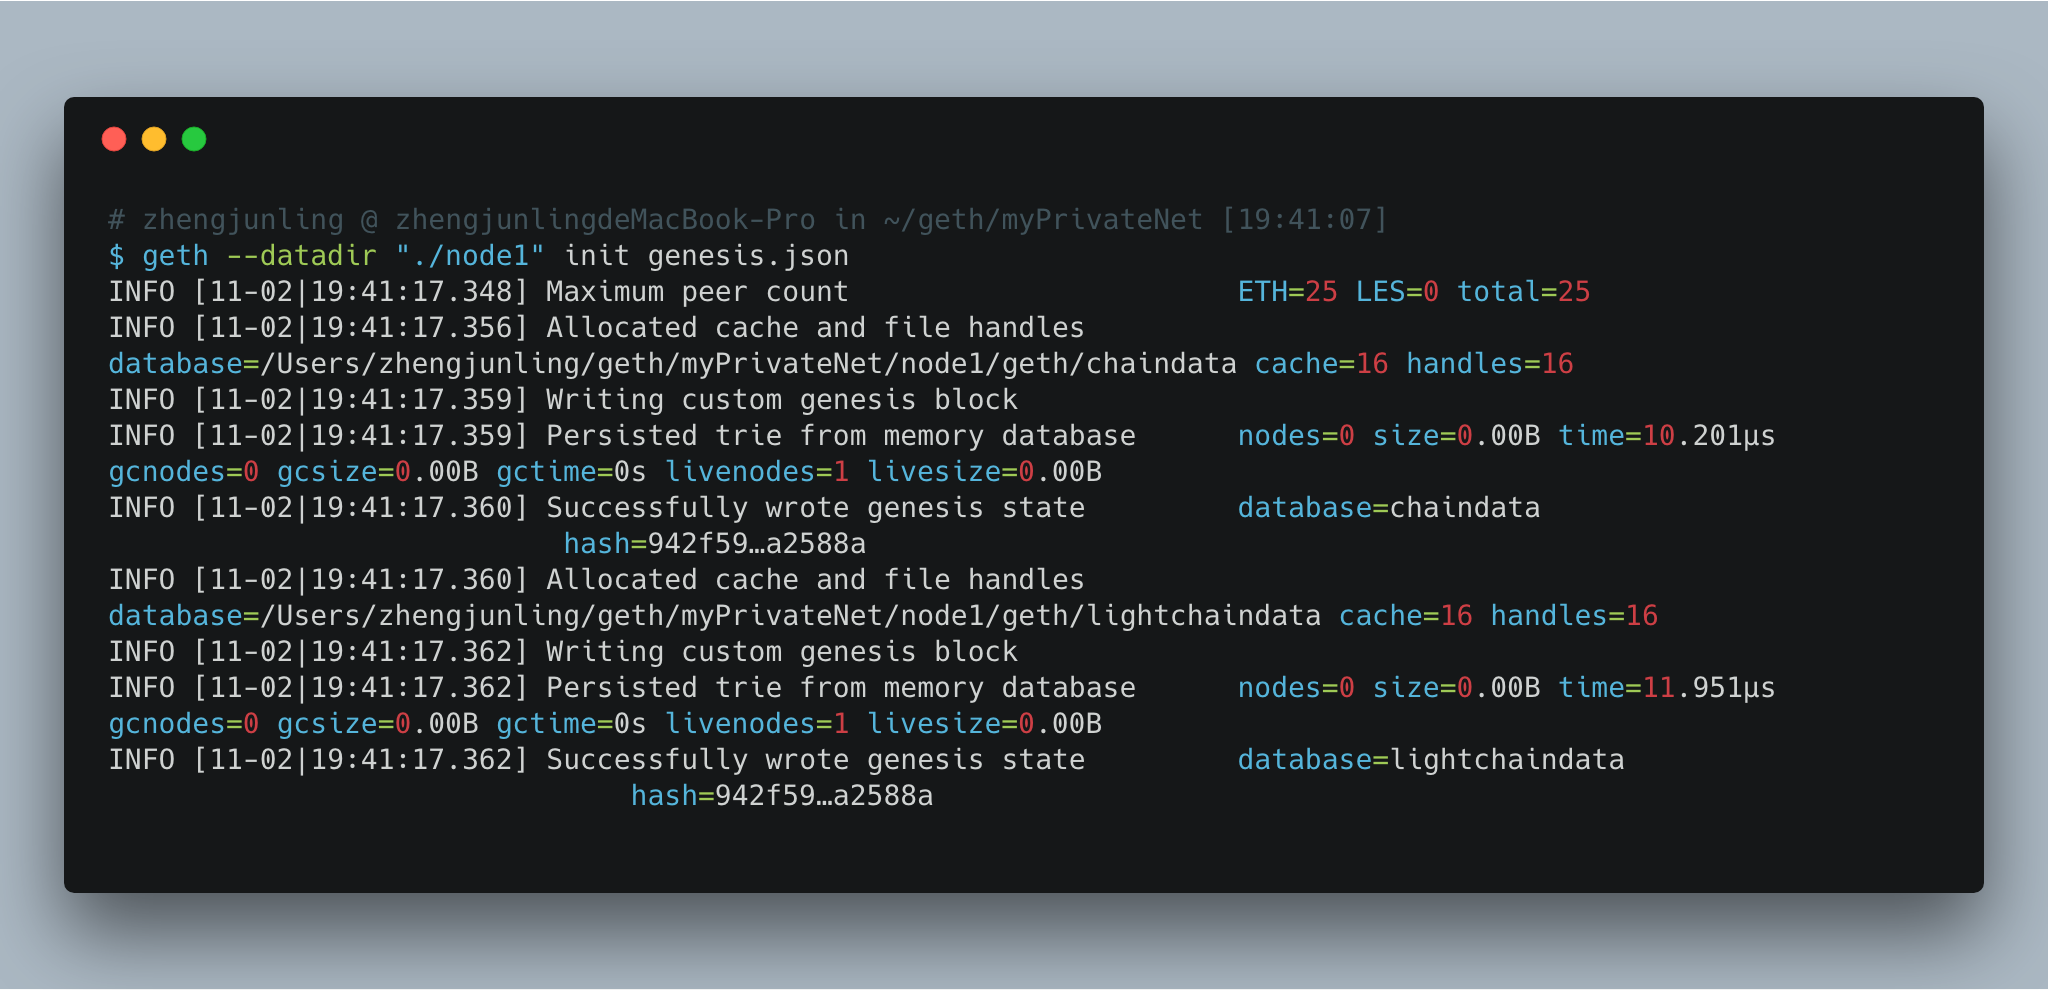 # zhengjunling @ zhengjunlingdeMacBook-Pro in ~/geth/myPrivateNet [19:41:07]
$ geth --datadir "./node1" init genesis.json
INFO [11-02|19:41:17.348] Maximum peer count                       ETH=25 LES=0 total=25
INFO [11-02|19:41:17.356] Allocated cache and file handles
database=/Users/zhengjunling/geth/myPrivateNet/node1/geth/chaindata cache=16 handles=16
INFO [11-02|19:41:17.359] Writing custom genesis block
INFO [11-02|19:41:17.359] Persisted trie from memory database      nodes=0 size=0.00B time=10.201µs
gcnodes=0 gcsize=0.00B gctime=0s livenodes=1 livesize=0.00B
INFO [11-02|19:41:17.360] Successfully wrote genesis state         database=chaindata
                           hash=942f59…a2588a
INFO [11-02|19:41:17.360] Allocated cache and file handles
database=/Users/zhengjunling/geth/myPrivateNet/node1/geth/lightchaindata cache=16 handles=16
INFO [11-02|19:41:17.362] Writing custom genesis block
INFO [11-02|19:41:17.362] Persisted trie from memory database      nodes=0 size=0.00B time=11.951µs
gcnodes=0 gcsize=0.00B gctime=0s livenodes=1 livesize=0.00B
INFO [11-02|19:41:17.362] Successfully wrote genesis state         database=lightchaindata
                               hash=942f59…a2588a